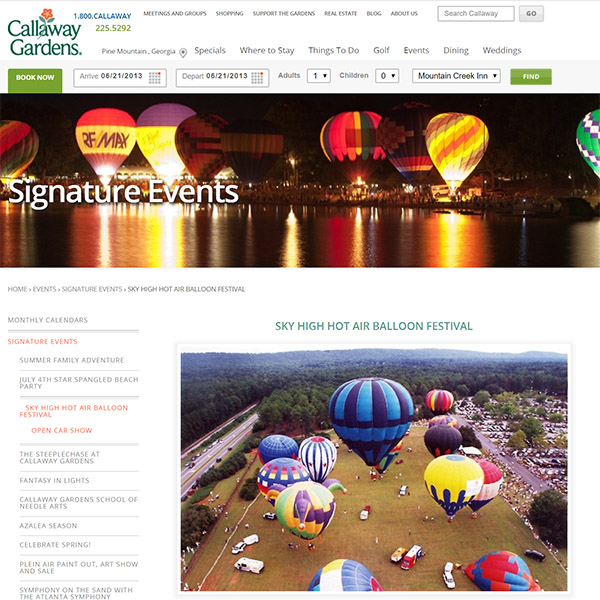 Callaway
Gardens®
1.800.CALLAWAY
225.5292
MEETINGS AND GROUPS SHOPPING SUPPORT THE GARDENS REAL ESTATE BLOG ABOUT US
Search Callaway GO
Pine Mountain , Georgia Specials Where to Stay Things To Do Golf Events Dining Weddings
BOOK NOW Arrive 06/21/2013 Depart 06/21/2013 Adults 1 Children 0 Mountain Creek Inn FIND
RE/MAX
Signature Events
HOME › EVENTS › SIGNATURE EVENTS › SKY HIGH HOT AIR BALLOON FESTIVAL
MONTHLY CALENDARS
SIGNATURE EVENTS
SUMMER FAMILY ADVENTURE
JULY 4TH STAR SPANGLED BEACH
PARTY
SKY HIGH HOT AIR BALLOON
FESTIVAL
OPEN CAR SHOW
THE STEEPLECHASE AT
CALLAWAY GARDENS
FANTASY IN LIGHTS
CALLAWAY GARDENS SCHOOL OF
NEEDLE ARTS
AZALEA SEASON
CELEBRATE SPRING!
PLEIN AIR PAINT OUT, ART SHOW
AND SALE
SYMPHONY ON THE SAND WITH
THE ATLANTA SYMPHONY
SKY HIGH HOT AIR BALLOON FESTIVAL